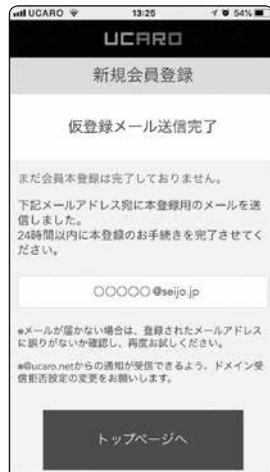 UCARO 13:25 54%
UCARO
新規会員登録
仮登録メール送信完了
まだ会員本登録は完了しておりません。
下記メールアドレス宛に本登録用のメールを送
信しました。
24時間以内に本登録のお手続きを完了させてく
ださい。
○○○○○@seijo.jp
※メールが届かない場合は、登録されたメールアドレス
に誤りがないか確認し、再度お試しください。
※@ucaro.netからの通知が受信できるよう、ドメイン受
信拒否設定の変更をお願いします。
トップページへ